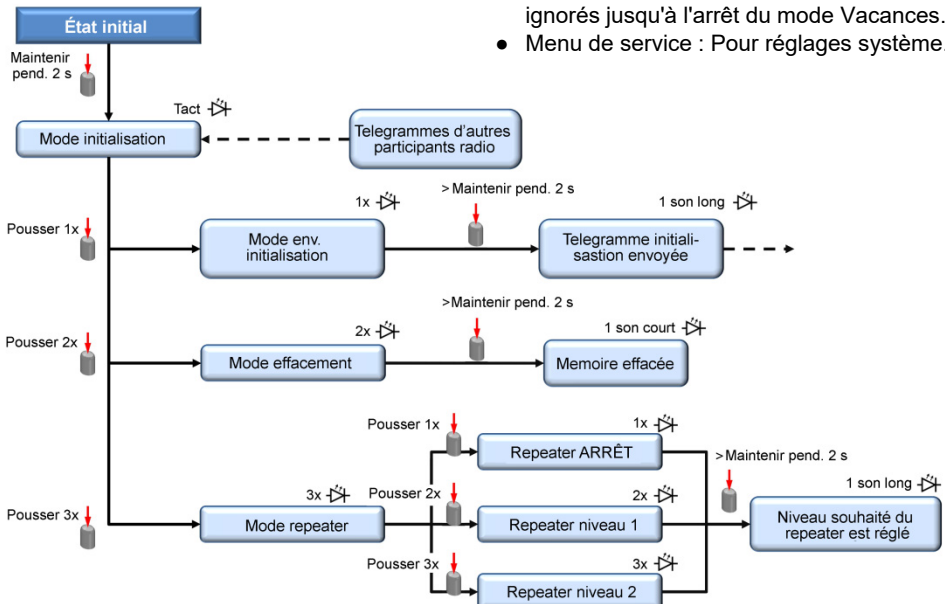 ignorés jusqu'à l'arrêt du mode Vacances.
● Menu de service : Pour réglages système.
État initial
Maintenir
pend. 2 s
Tact
Mode initialisation
Telegrammes d'autres
participants radio
Pousser 1x
1x
Mode env.
initialisation
> Maintenir pend. 2 s
1 son long
Telegramme initiali-
sastion envoyée
Pousser 2x
2x
Mode effacement
>Maintenir pend. 2 s
1 son court
Memoire effacée
Pousser 3x
3x
Mode repeater
Pousser 1x
1x
Repeater ARRÊT
Pousser 2x
2x
Repeater niveau 1
Pousser 3x
3x
Repeater niveau 2
>Maintenir pend. 2 s
1 son long
Niveau souhaité du
repeater est réglé